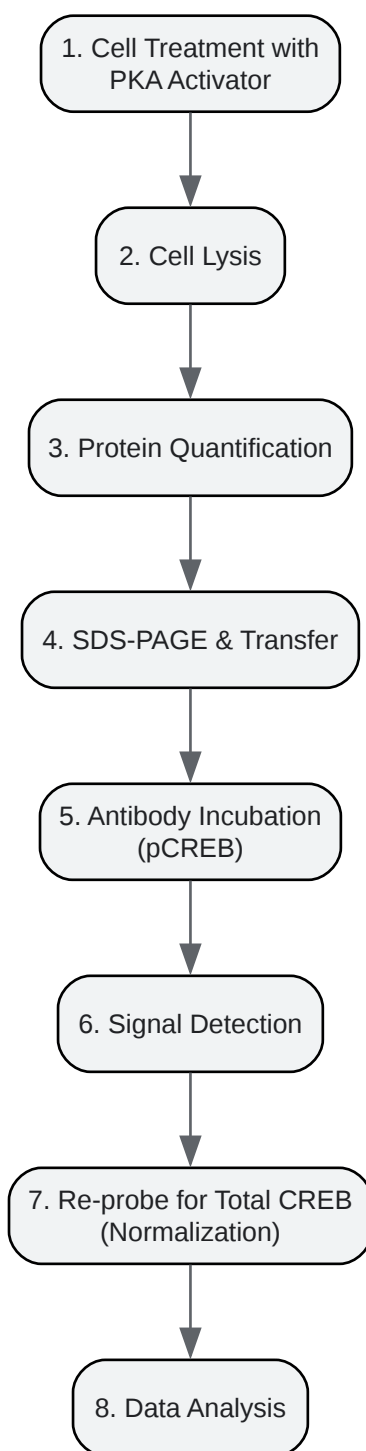 1. Cell Treatment with
PKA Activator
2. Cell Lysis
3. Protein Quantification
4. SDS-PAGE & Transfer
5. Antibody Incubation
(pCREB)
6. Signal Detection
7. Re-probe for Total CREB
(Normalization)
8. Data Analysis